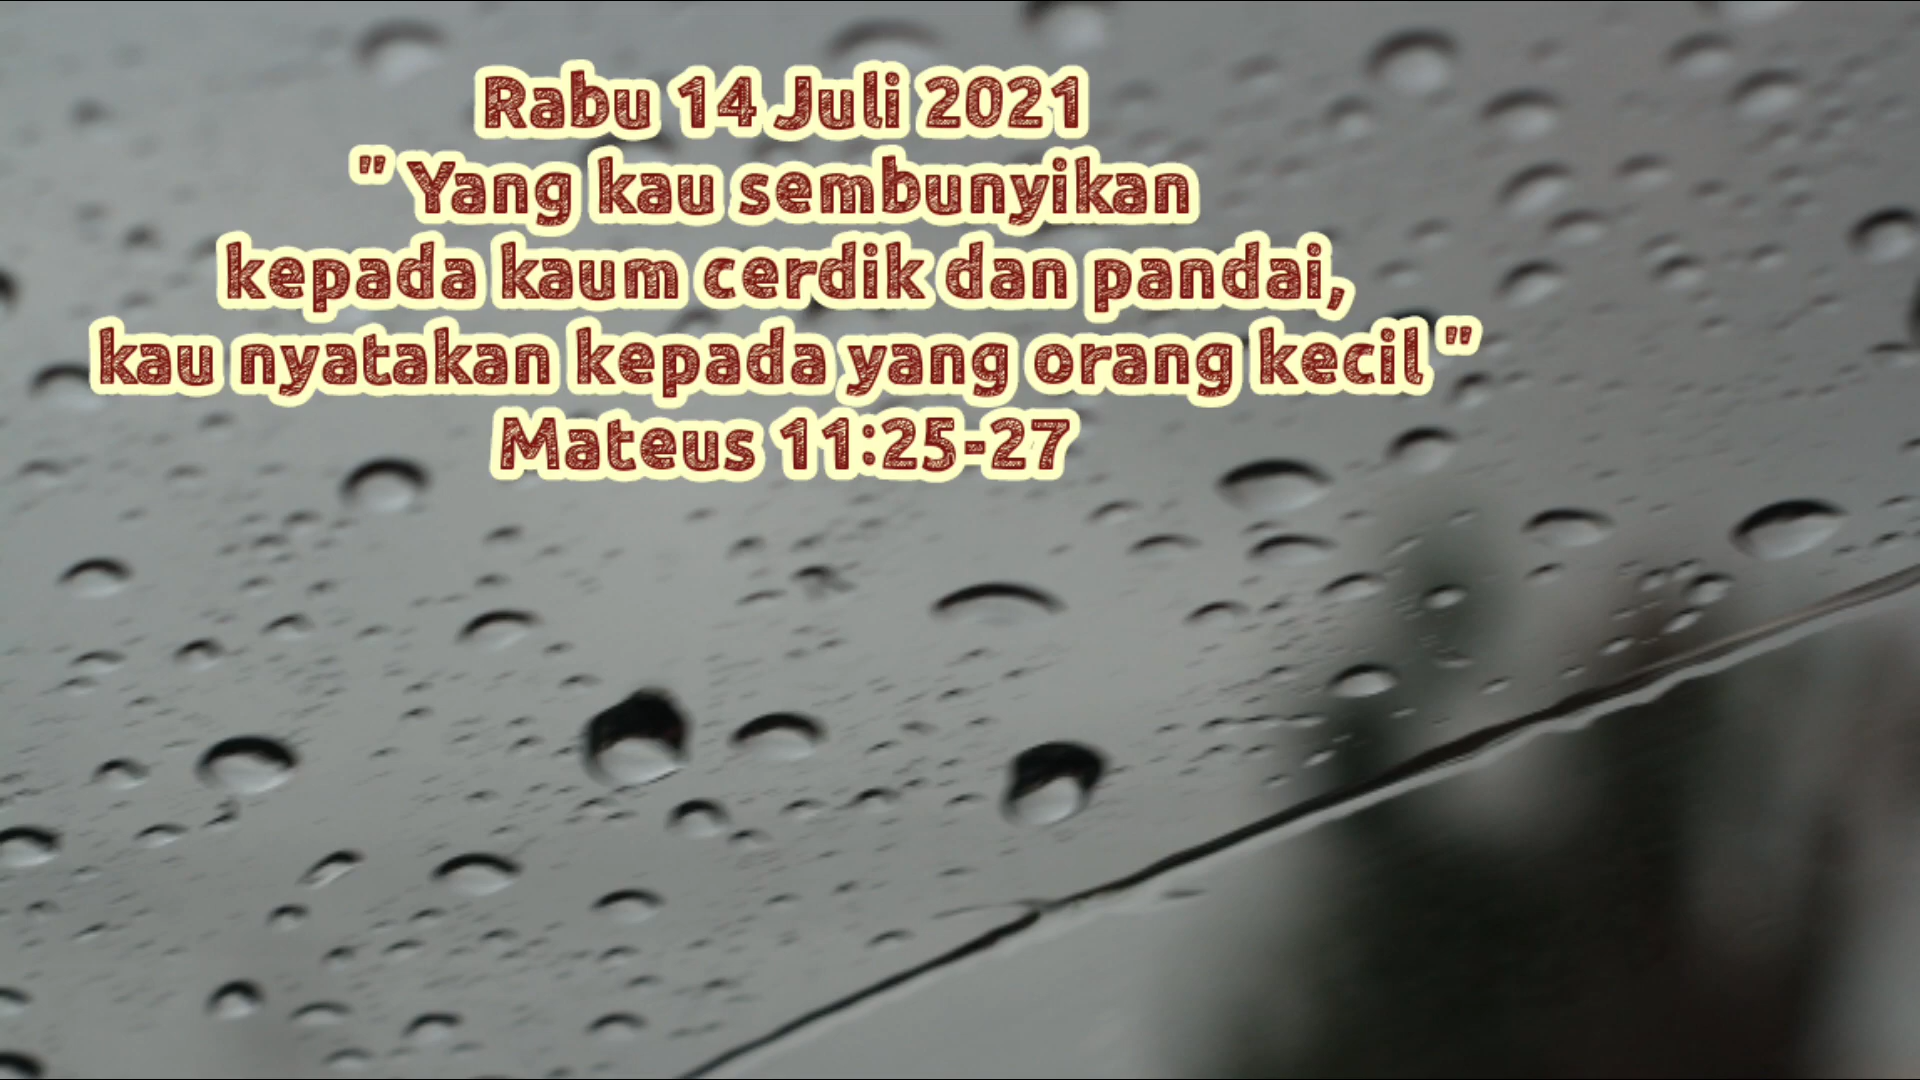 Rabu 14 Juli 2021
" Yang kau sembunyikan
kepada kaum cerdik dan pandai,
kau nyatakan kepada yang orang kecil "
Mateus 11:25-27